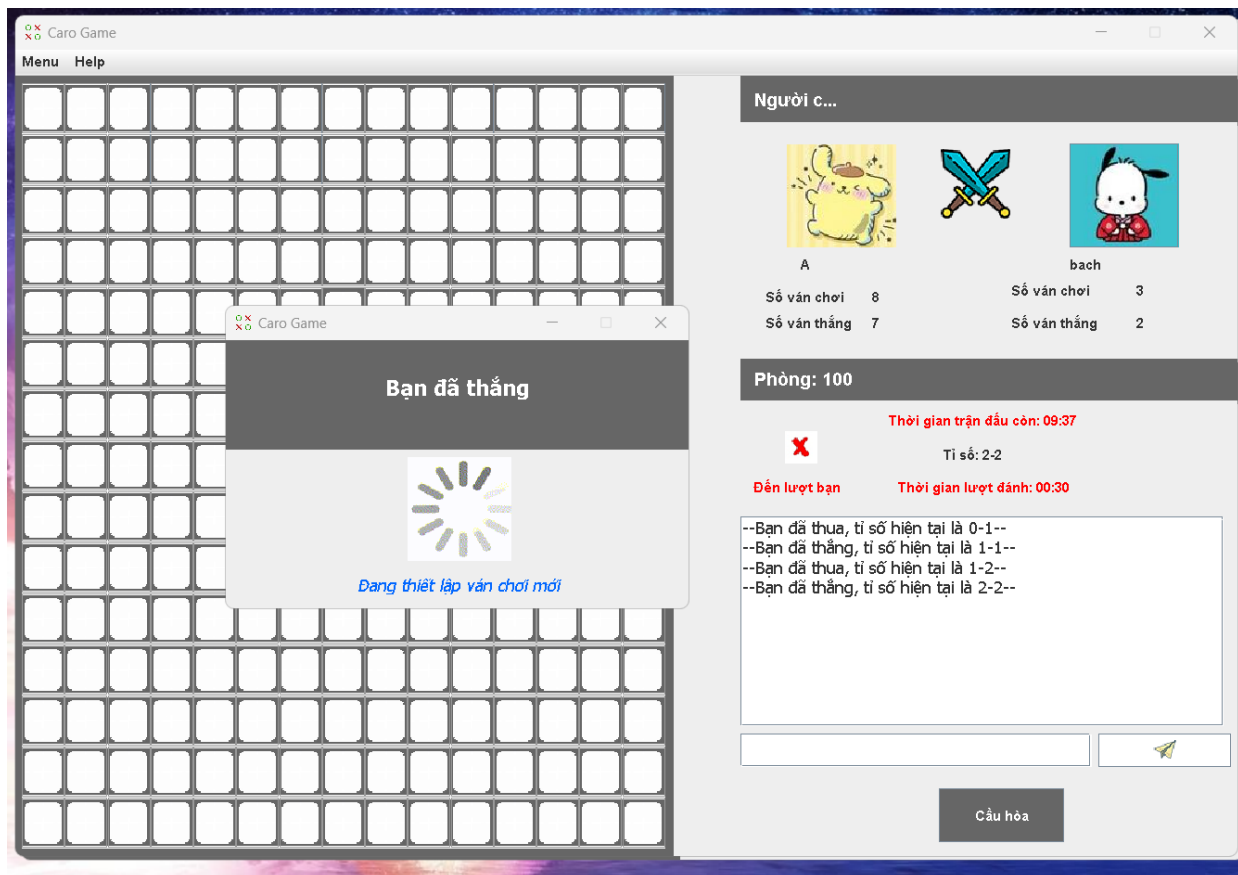 Caro Game
Menu Help
Người c...
A
bach
Số ván chơi 8
Số ván chơi 3
Số ván thắng 7
Số ván thắng 2
Caro Game
Bạn đã thắng
Đang thiết lập ván chơi mới
Phòng: 100
Thời gian trận đấu còn: 09:37
Tỉ số: 2-2
Đến lượt bạn
Thời gian lượt đánh: 00:30
--Bạn đã thua, tỉ số hiện tại là 0-1--
--Bạn đã thắng, tỉ số hiện tại là 1-1--
--Bạn đã thua, tỉ số hiện tại là 1-2--
--Bạn đã thắng, tỉ số hiện tại là 2-2--
Cầu hòa